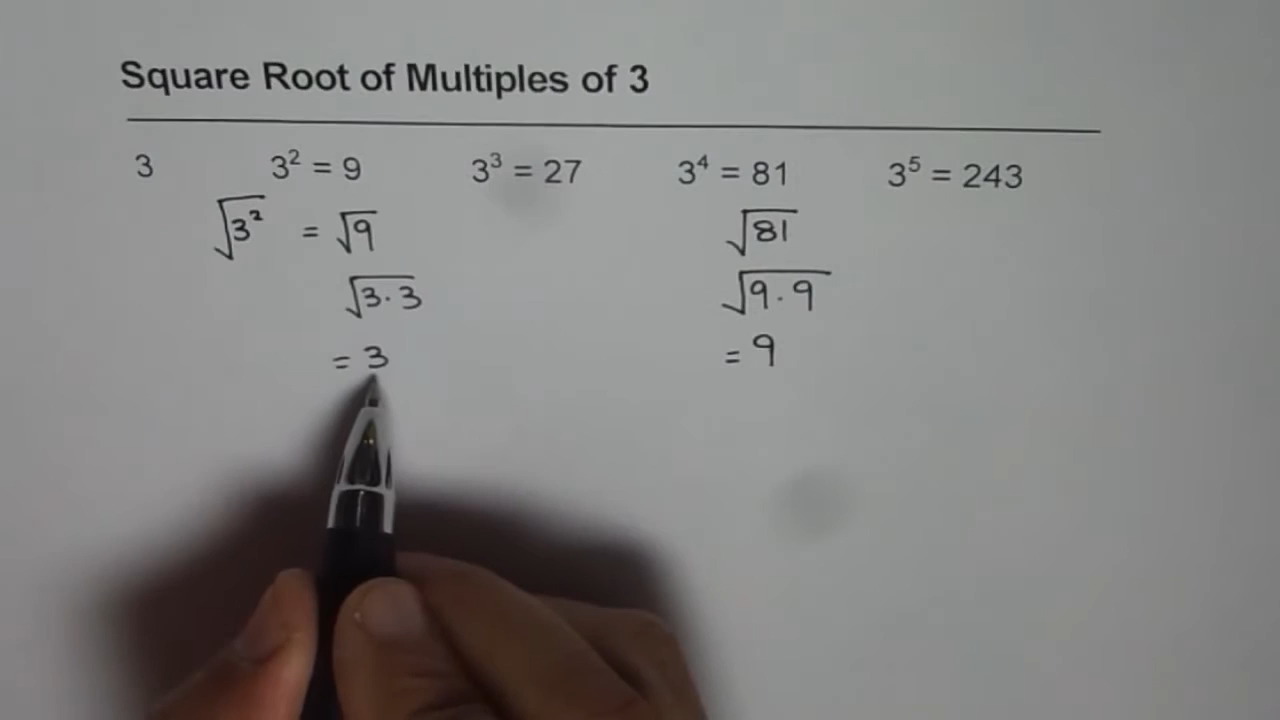 Square Root of Multiples of 3
3 3² = 9 3³ = 27 3⁴ = 81 3⁵ = 243
√3² = √9 √81
√3·3 √9·9
= 3 = 9